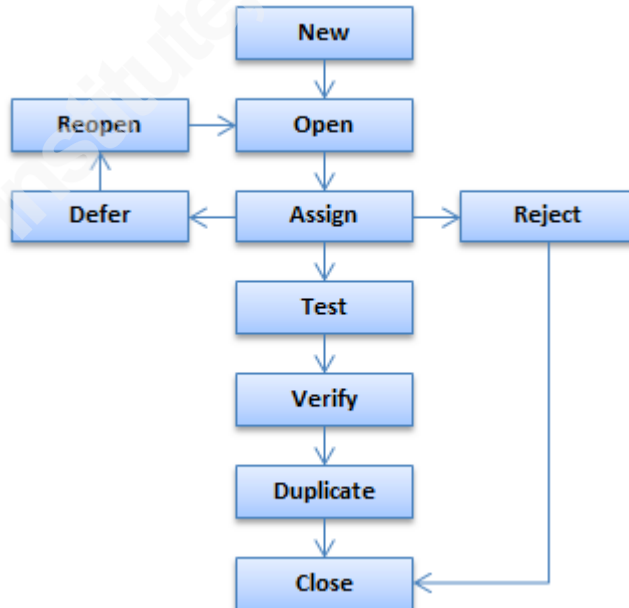 New
Reopen
Open
Defer
Assign
Reject
Test
Verify
Duplicate
Close